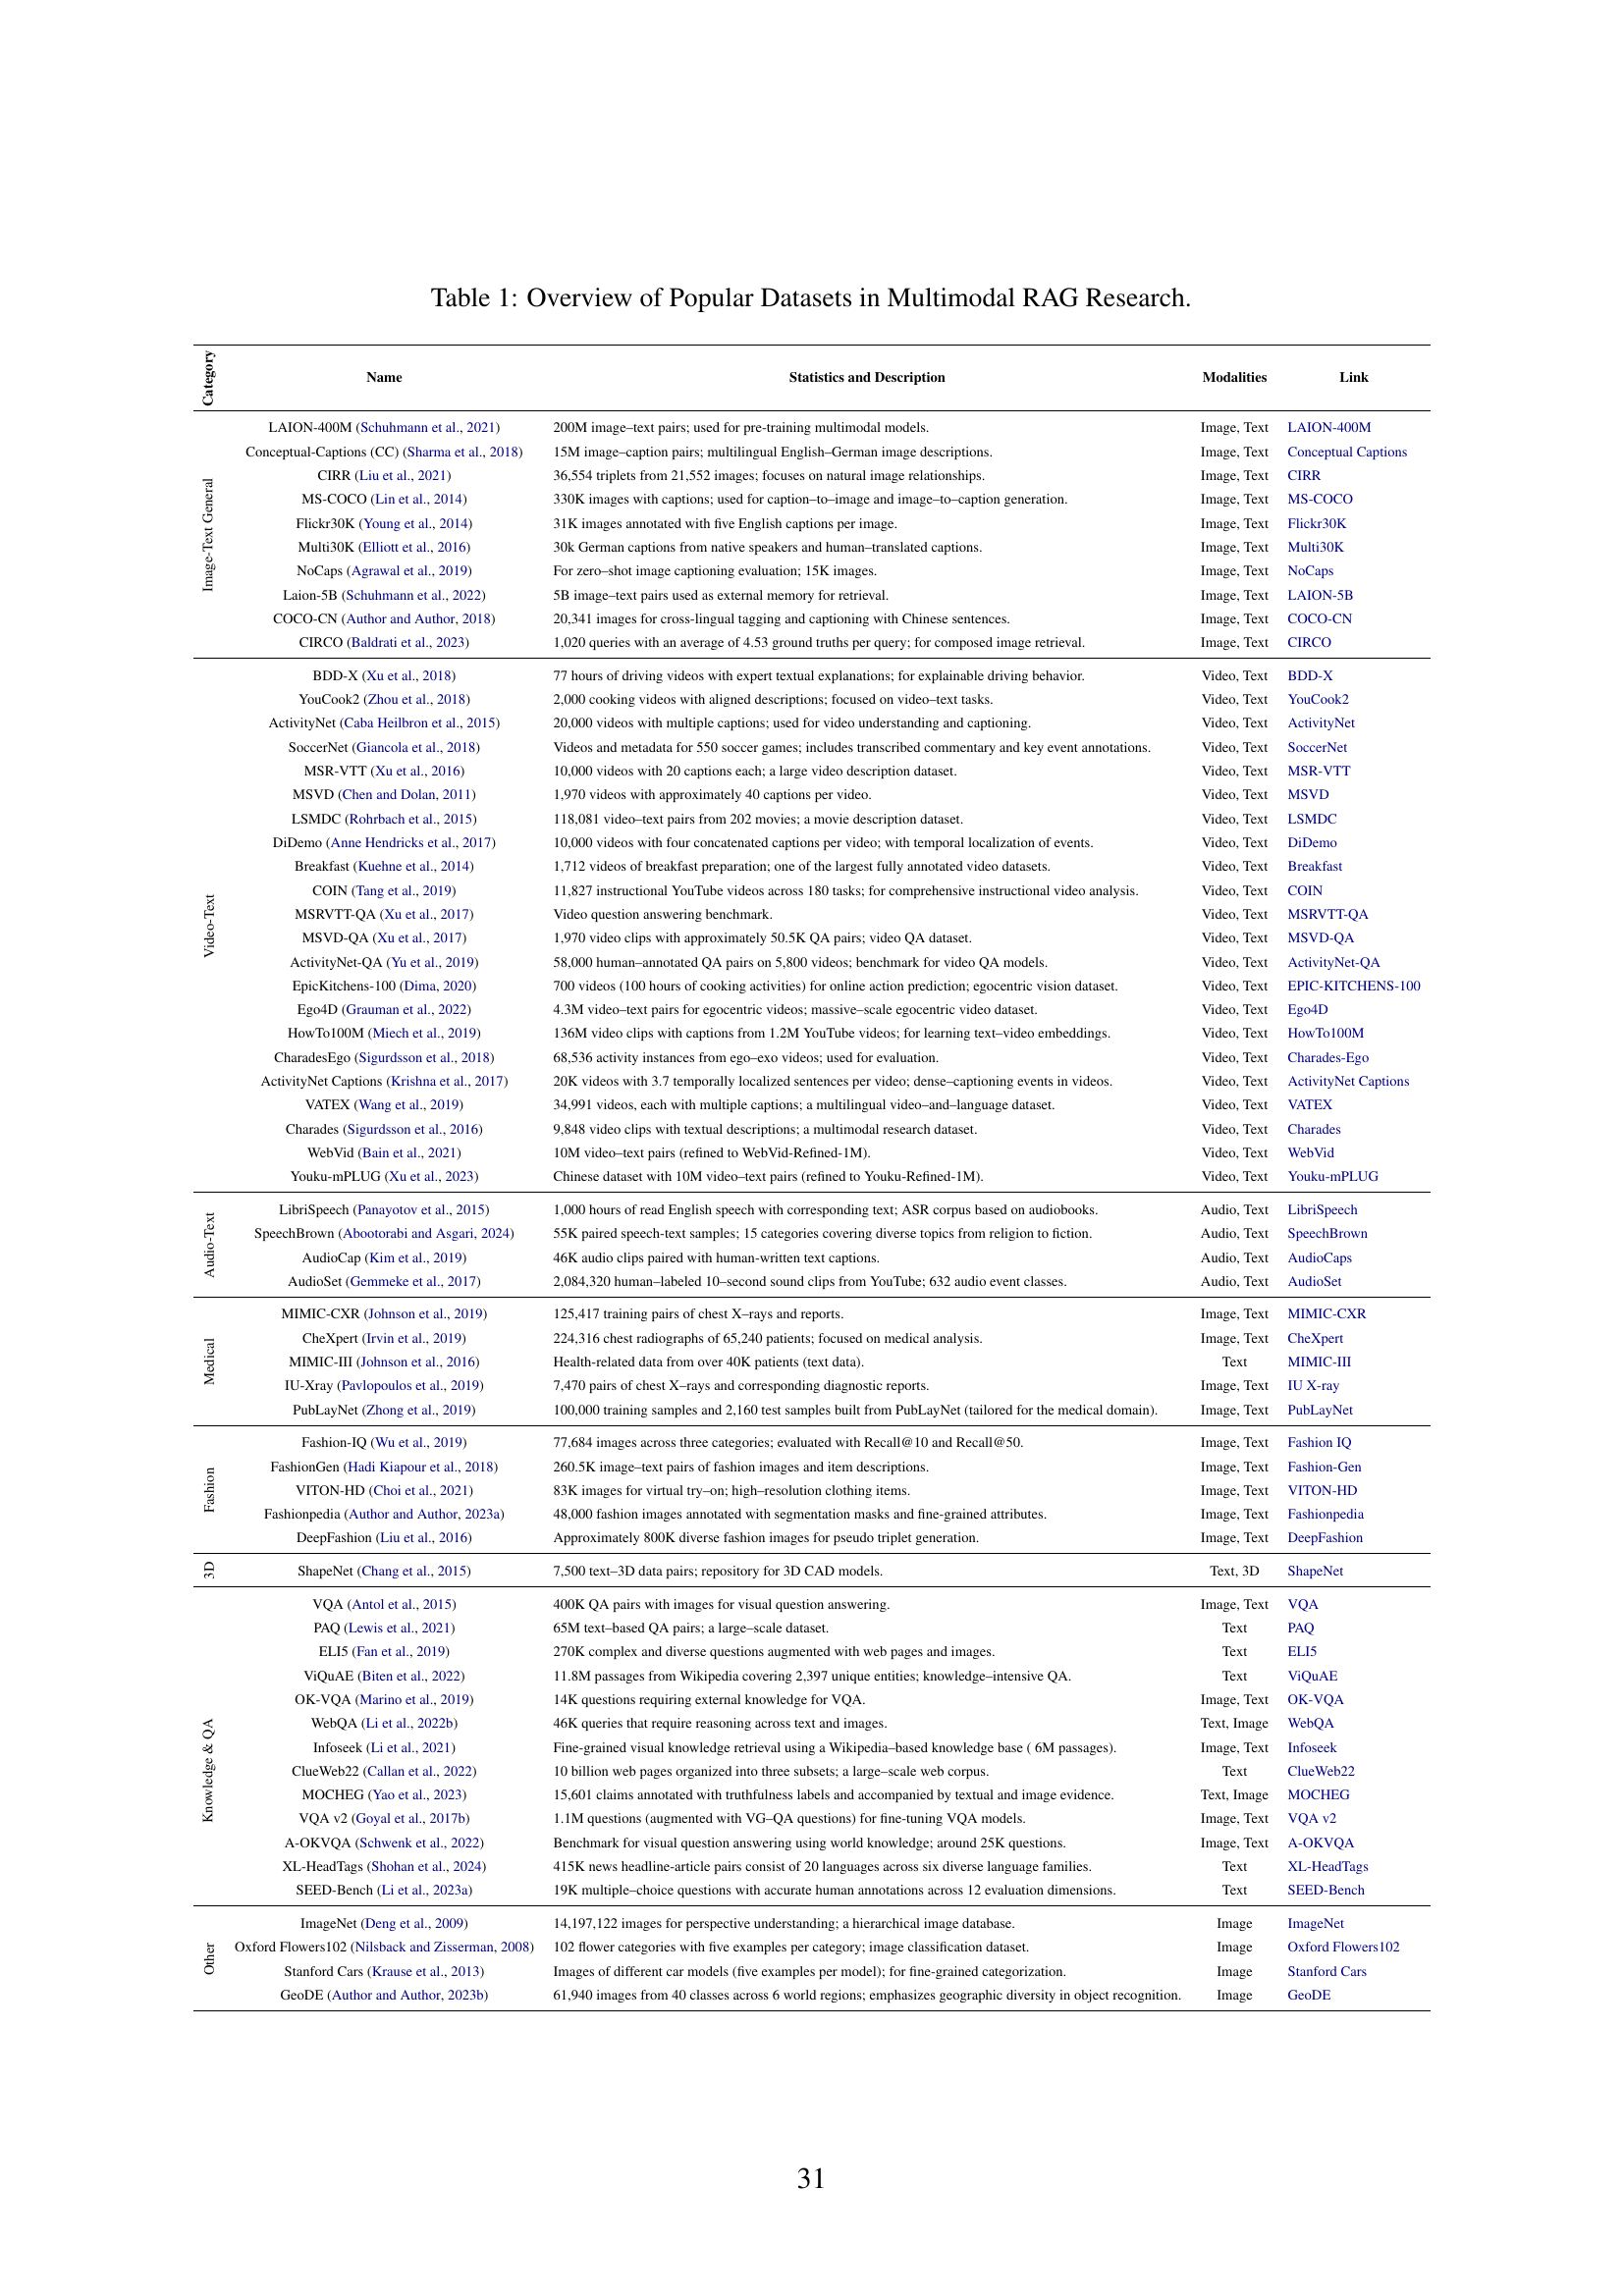 Table 1: Overview of Popular Datasets in Multimodal RAG Research.
Category Name Statistics and Description Modalities Link
Image-Text General
LAION-400M (Schuhmann et al., 2021) 200M image–text pairs; used for pre-training multimodal models. Image, Text LAION-400M
Conceptual-Captions (CC) (Sharma et al., 2018) 15M image–caption pairs; multilingual English–German image descriptions. Image, Text Conceptual Captions
CIRR (Liu et al., 2021) 36,554 triplets from 21,552 images; focuses on natural image relationships. Image, Text CIRR
MS-COCO (Lin et al., 2014) 330K images with captions; used for caption–to–image and image–to–caption generation. Image, Text MS-COCO
Flickr30K (Young et al., 2014) 31K images annotated with five English captions per image. Image, Text Flickr30K
Multi30K (Elliott et al., 2016) 30k German captions from native speakers and human–translated captions. Image, Text Multi30K
NoCaps (Agrawal et al., 2019) For zero–shot image captioning evaluation; 15K images. Image, Text NoCaps
Laion-5B (Schuhmann et al., 2022) 5B image–text pairs used as external memory for retrieval. Image, Text LAION-5B
COCO-CN (Author and Author, 2018) 20,341 images for cross-lingual tagging and captioning with Chinese sentences. Image, Text COCO-CN
CIRCO (Baldrati et al., 2023) 1,020 queries with an average of 4.53 ground truths per query; for composed image retrieval. Image, Text CIRCO
Video-Text
BDD-X (Xu et al., 2018) 77 hours of driving videos with expert textual explanations; for explainable driving behavior. Video, Text BDD-X
YouCook2 (Zhou et al., 2018) 2,000 cooking videos with aligned descriptions; focused on video–text tasks. Video, Text YouCook2
ActivityNet (Caba Heilbron et al., 2015) 20,000 videos with multiple captions; used for video understanding and captioning. Video, Text ActivityNet
SoccerNet (Giancola et al., 2018) Videos and metadata for 550 soccer games; includes transcribed commentary and key event annotations. Video, Text SoccerNet
MSR-VTT (Xu et al., 2016) 10,000 videos with 20 captions each; a large video description dataset. Video, Text MSR-VTT
MSVD (Chen and Dolan, 2011) 1,970 videos with approximately 40 captions per video. Video, Text MSVD
LSMDC (Rohrbach et al., 2015) 118,081 video–text pairs from 202 movies; a movie description dataset. Video, Text LSMDC
DiDemo (Anne Hendricks et al., 2017) 10,000 videos with four concatenated captions per video; with temporal localization of events. Video, Text DiDemo
Breakfast (Kuehne et al., 2014) 1,712 videos of breakfast preparation; one of the largest fully annotated video datasets. Video, Text Breakfast
COIN (Tang et al., 2019) 11,827 instructional YouTube videos across 180 tasks; for comprehensive instructional video analysis. Video, Text COIN
MSRVTT-QA (Xu et al., 2017) Video question answering benchmark. Video, Text MSRVTT-QA
MSVD-QA (Xu et al., 2017) 1,970 video clips with approximately 50.5K QA pairs; video QA dataset. Video, Text MSVD-QA
ActivityNet-QA (Yu et al., 2019) 58,000 human–annotated QA pairs on 5,800 videos; benchmark for video QA models. Video, Text ActivityNet-QA
EpicKitchens-100 (Dima, 2020) 700 videos (100 hours of cooking activities) for online action prediction; egocentric vision dataset. Video, Text EPIC-KITCHENS-100
Ego4D (Grauman et al., 2022) 4.3M video–text pairs for egocentric videos; massive–scale egocentric video dataset. Video, Text Ego4D
HowTo100M (Miech et al., 2019) 136M video clips with captions from 1.2M YouTube videos; for learning text–video embeddings. Video, Text HowTo100M
CharadesEgo (Sigurdsson et al., 2018) 68,536 activity instances from ego–exo videos; used for evaluation. Video, Text Charades-Ego
ActivityNet Captions (Krishna et al., 2017) 20K videos with 3.7 temporally localized sentences per video; dense–captioning events in videos. Video, Text ActivityNet Captions
VATEX (Wang et al., 2019) 34,991 videos, each with multiple captions; a multilingual video–and–language dataset. Video, Text VATEX
Charades (Sigurdsson et al., 2016) 9,848 video clips with textual descriptions; a multimodal research dataset. Video, Text Charades
WebVid (Bain et al., 2021) 10M video–text pairs (refined to WebVid-Refined-1M). Video, Text WebVid
Youku-mPLUG (Xu et al., 2023) Chinese dataset with 10M video–text pairs (refined to Youku-Refined-1M). Video, Text Youku-mPLUG
Audio-Text
LibriSpeech (Panayotov et al., 2015) 1,000 hours of read English speech with corresponding text; ASR corpus based on audiobooks. Audio, Text LibriSpeech
SpeechBrown (Abootorabi and Asgari, 2024) 55K paired speech-text samples; 15 categories covering diverse topics from religion to fiction. Audio, Text SpeechBrown
AudioCap (Kim et al., 2019) 46K audio clips paired with human-written text captions. Audio, Text AudioCaps
AudioSet (Gemmeke et al., 2017) 2,084,320 human–labeled 10–second sound clips from YouTube; 632 audio event classes. Audio, Text AudioSet
Medical
MIMIC-CXR (Johnson et al., 2019) 125,417 training pairs of chest X–rays and reports. Image, Text MIMIC-CXR
CheXpert (Irvin et al., 2019) 224,316 chest radiographs of 65,240 patients; focused on medical analysis. Image, Text CheXpert
MIMIC-III (Johnson et al., 2016) Health-related data from over 40K patients (text data). Text MIMIC-III
IU-Xray (Pavlopoulos et al., 2019) 7,470 pairs of chest X–rays and corresponding diagnostic reports. Image, Text IU X-ray
PubLayNet (Zhong et al., 2019) 100,000 training samples and 2,160 test samples built from PubLayNet (tailored for the medical domain). Image, Text PubLayNet
Fashion
Fashion-IQ (Wu et al., 2019) 77,684 images across three categories; evaluated with Recall@10 and Recall@50. Image, Text Fashion IQ
FashionGen (Hadi Kiapour et al., 2018) 260.5K image–text pairs of fashion images and item descriptions. Image, Text Fashion-Gen
VITON-HD (Choi et al., 2021) 83K images for virtual try–on; high–resolution clothing items. Image, Text VITON-HD
Fashionpedia (Author and Author, 2023a) 48,000 fashion images annotated with segmentation masks and fine-grained attributes. Image, Text Fashionpedia
DeepFashion (Liu et al., 2016) Approximately 800K diverse fashion images for pseudo triplet generation. Image, Text DeepFashion
3D
ShapeNet (Chang et al., 2015) 7,500 text–3D data pairs; repository for 3D CAD models. Text, 3D ShapeNet
Knowledge & QA
VQA (Antol et al., 2015) 400K QA pairs with images for visual question answering. Image, Text VQA
PAQ (Lewis et al., 2021) 65M text–based QA pairs; a large–scale dataset. Text PAQ
ELI5 (Fan et al., 2019) 270K complex and diverse questions augmented with web pages and images. Text ELI5
ViQuAE (Biten et al., 2022) 11.8M passages from Wikipedia covering 2,397 unique entities; knowledge–intensive QA. Text ViQuAE
OK-VQA (Marino et al., 2019) 14K questions requiring external knowledge for VQA. Image, Text OK-VQA
WebQA (Li et al., 2022b) 46K queries that require reasoning across text and images. Text, Image WebQA
Infoseek (Li et al., 2021) Fine-grained visual knowledge retrieval using a Wikipedia–based knowledge base ( 6M passages). Image, Text Infoseek
ClueWeb22 (Callan et al., 2022) 10 billion web pages organized into three subsets; a large–scale web corpus. Text ClueWeb22
MOCHEG (Yao et al., 2023) 15,601 claims annotated with truthfulness labels and accompanied by textual and image evidence. Text, Image MOCHEG
VQA v2 (Goyal et al., 2017b) 1.1M questions (augmented with VG–QA questions) for fine-tuning VQA models. Image, Text VQA v2
A-OKVQA (Schwenk et al., 2022) Benchmark for visual question answering using world knowledge; around 25K questions. Image, Text A-OKVQA
XL-HeadTags (Shohan et al., 2024) 415K news headline-article pairs consist of 20 languages across six diverse language families. Text XL-HeadTags
SEED-Bench (Li et al., 2023a) 19K multiple–choice questions with accurate human annotations across 12 evaluation dimensions. Text SEED-Bench
Other
ImageNet (Deng et al., 2009) 14,197,122 images for perspective understanding; a hierarchical image database. Image ImageNet
Oxford Flowers102 (Nilsback and Zisserman, 2008) 102 flower categories with five examples per category; image classification dataset. Image Oxford Flowers102
Stanford Cars (Krause et al., 2013) Images of different car models (five examples per model); for fine-grained categorization. Image Stanford Cars
GeoDE (Author and Author, 2023b) 61,940 images from 40 classes across 6 world regions; emphasizes geographic diversity in object recognition. Image GeoDE
31